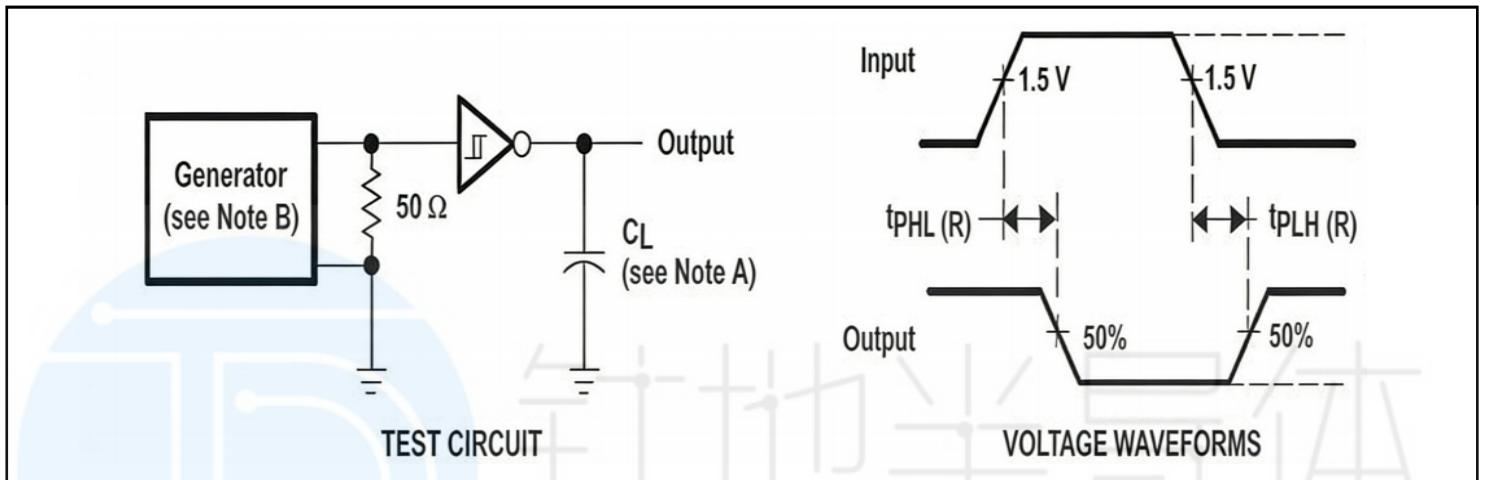 Generator
(see Note B)
50 Ω
Output
CL
(see Note A)
TEST CIRCUIT
Input
1.5 V
1.5 V
tPHL (R)
tPLH (R)
Output
50%
50%
VOLTAGE WAVEFORMS